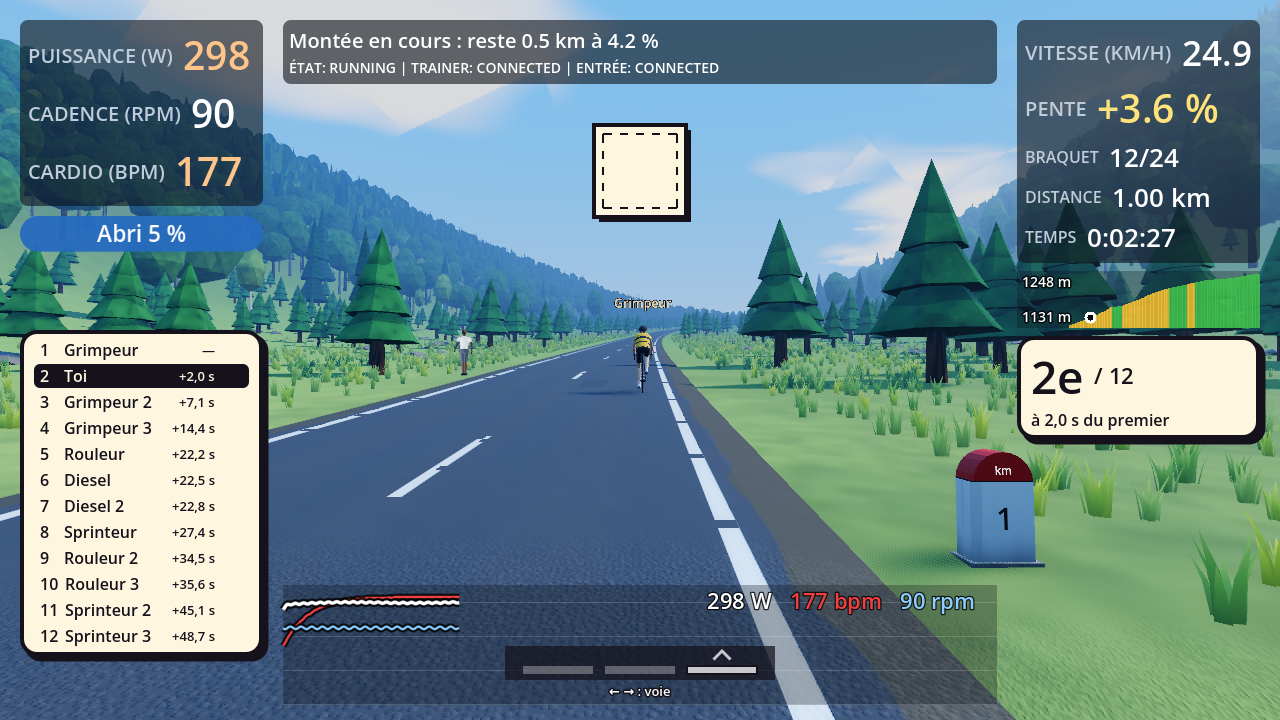 PUISSANCE (W) 298
CADENCE (RPM) 90
CARDIO (BPM) 177
Abri 5 %
Montée en cours : reste 0.5 km à 4.2 %
ÉTAT: RUNNING | TRAINER: CONNECTED | ENTRÉE: CONNECTED
VITESSE (KM/H) 24.9
PENTE +3.6 %
BRAQUET 12/24
DISTANCE 1.00 km
TEMPS 0:02:27
1248 m
1131 m
Grimpeur
1 Grimpeur —
2 Toi +2,0 s
3 Grimpeur 2 +7,1 s
4 Grimpeur 3 +14,4 s
5 Rouleur +22,2 s
6 Diesel +22,5 s
7 Diesel 2 +22,8 s
8 Sprinteur +27,4 s
9 Rouleur 2 +34,5 s
10 Rouleur 3 +35,6 s
11 Sprinteur 2 +45,1 s
12 Sprinteur 3 +48,7 s
2e / 12
à 2,0 s du premier
km
1
298 W 177 bpm 90 rpm
← → : voie